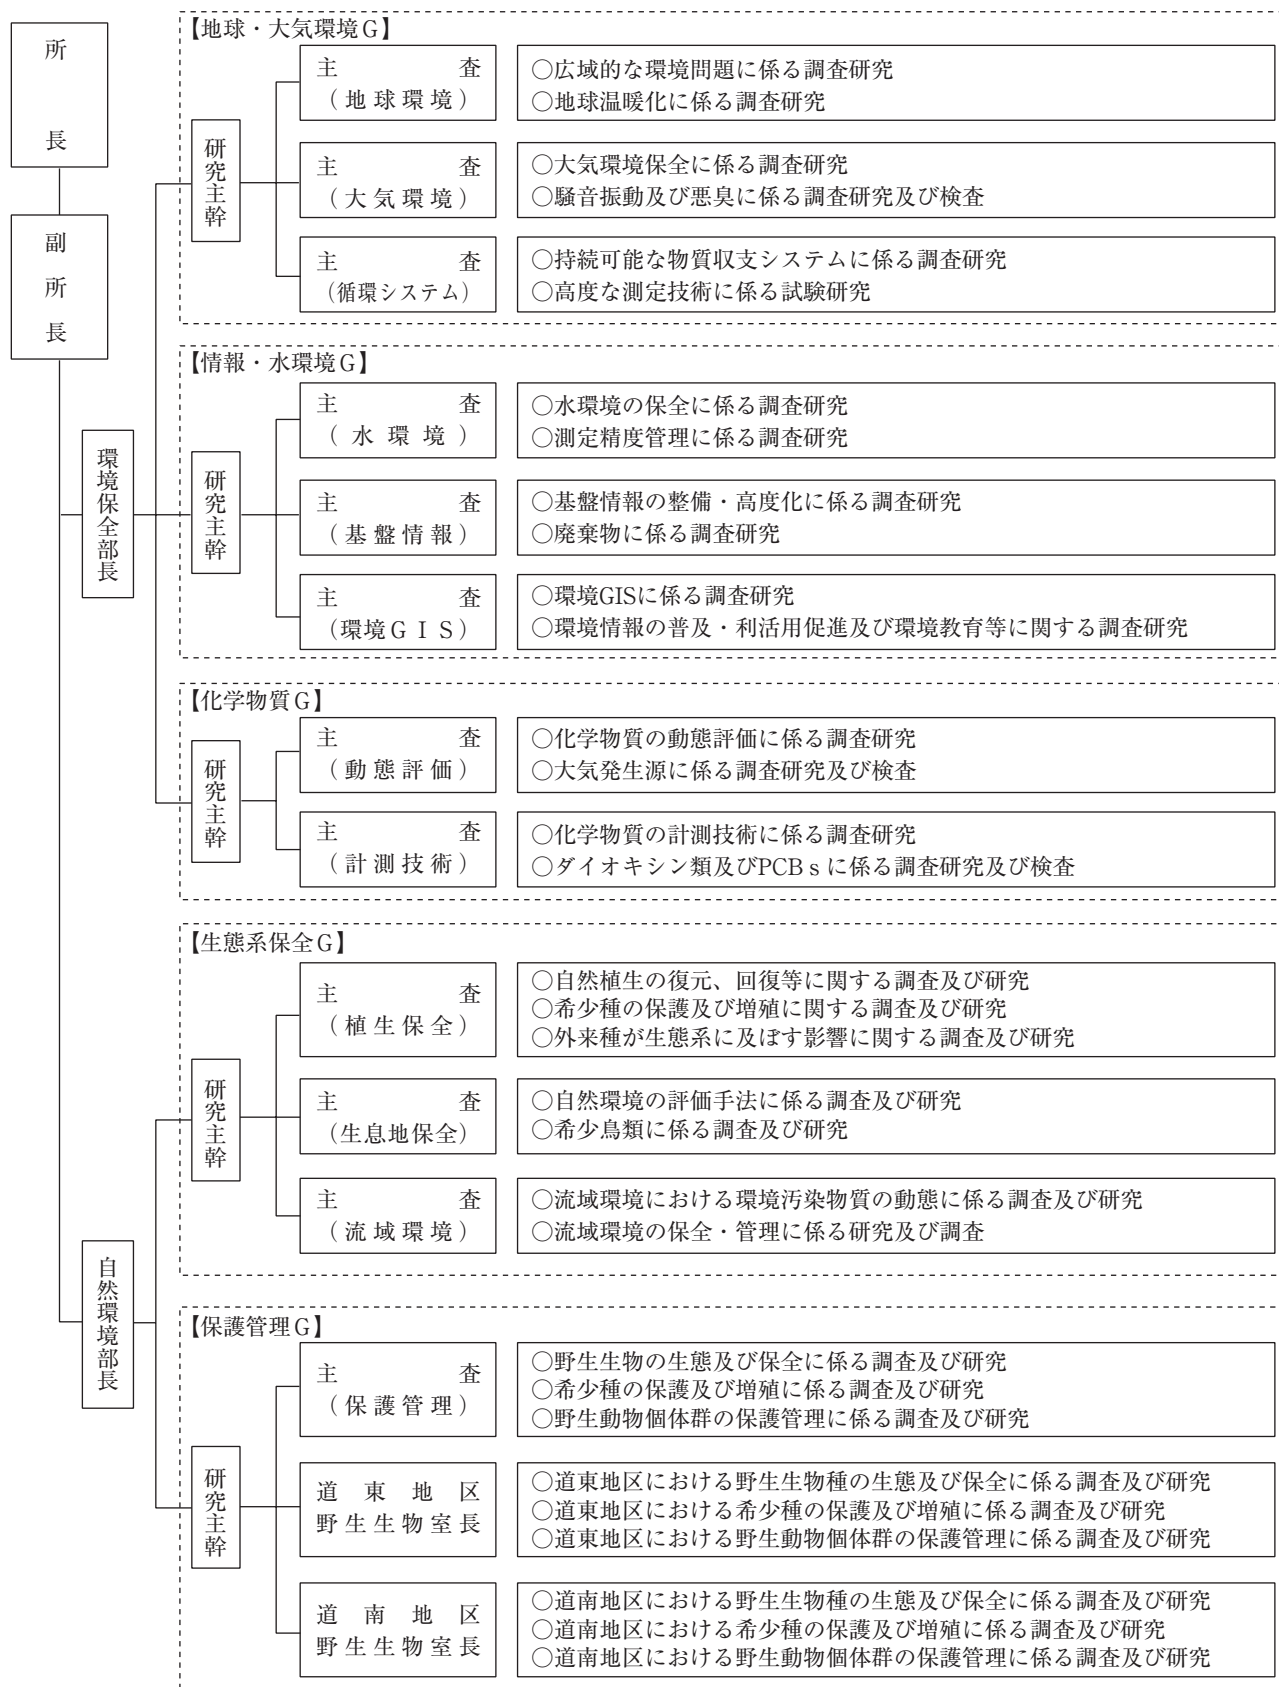 所長
副所長
環境保全部長
【地球・大気環境G】
研究主幹
主査
（地球環境）
○広域的な環境問題に係る調査研究
○地球温暖化に係る調査研究
主査
（大気環境）
○大気環境保全に係る調査研究
○騒音振動及び悪臭に係る調査研究及び検査
主査
（循環システム）
○持続可能な物質収支システムに係る調査研究
○高度な測定技術に係る試験研究
【情報・水環境G】
研究主幹
主査
（水環境）
○水環境の保全に係る調査研究
○測定精度管理に係る調査研究
主査
（基盤情報）
○基盤情報の整備・高度化に係る調査研究
○廃棄物に係る調査研究
主査
（環境GIS）
○環境GISに係る調査研究
○環境情報の普及・利活用促進及び環境教育等に関する調査研究
【化学物質G】
研究主幹
主査
（動態評価）
○化学物質の動態評価に係る調査研究
○大気発生源に係る調査研究及び検査
主査
（計測技術）
○化学物質の計測技術に係る調査研究
○ダイオキシン類及びPCBsに係る調査研究及び検査
自然環境部長
【生態系保全G】
研究主幹
主査
（植生保全）
○自然植生の復元、回復等に関する調査及び研究
○希少種の保護及び増殖に関する調査及び研究
○外来種が生態系に及ぼす影響に関する調査及び研究
主査
（生息地保全）
○自然環境の評価手法に係る調査及び研究
○希少鳥類に係る調査及び研究
主査
（流域環境）
○流域環境における環境汚染物質の動態に係る調査及び研究
○流域環境の保全・管理に係る研究及び調査
【保護管理G】
研究主幹
主査
（保護管理）
○野生生物の生態及び保全に係る調査及び研究
○希少種の保護及び増殖に係る調査及び研究
○野生動物個体群の保護管理に係る調査及び研究
道東地区
野生生物室長
○道東地区における野生生物種の生態及び保全に係る調査及び研究
○道東地区における希少種の保護及び増殖に係る調査及び研究
○道東地区における野生動物個体群の保護管理に係る調査及び研究
道南地区
野生生物室長
○道南地区における野生生物種の生態及び保全に係る調査及び研究
○道南地区における希少種の保護及び増殖に係る調査及び研究
○道南地区における野生動物個体群の保護管理に係る調査及び研究